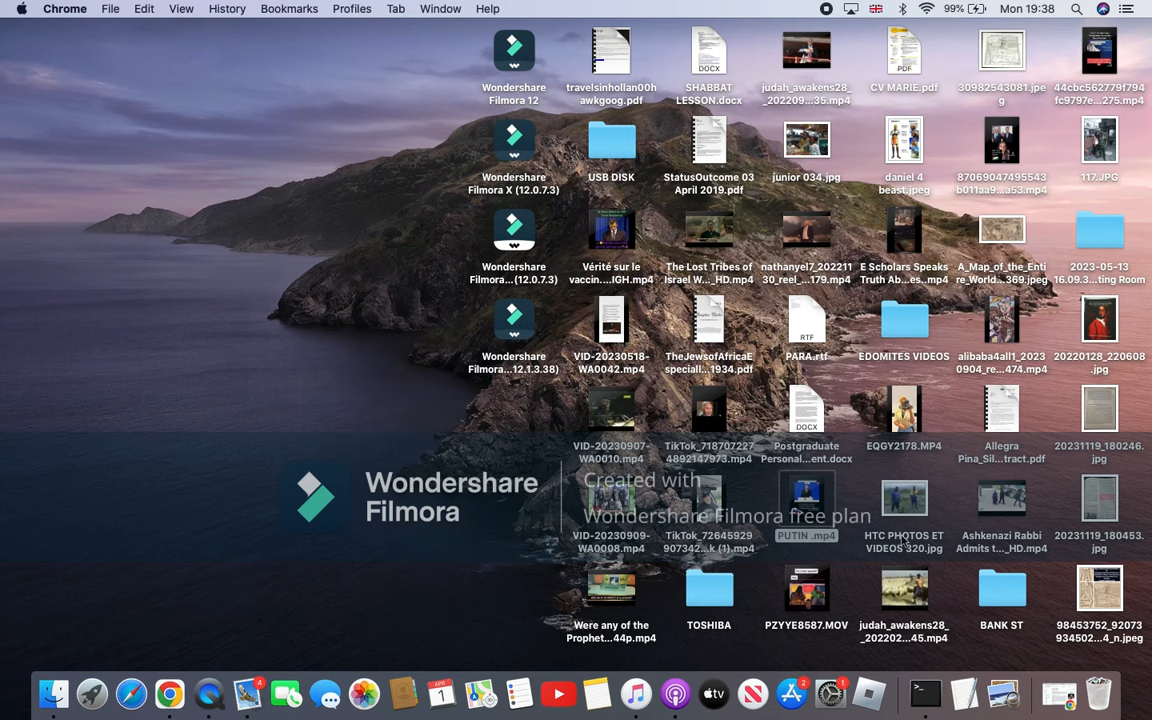 Chrome File Edit View History Bookmarks Profiles Tab Window Help 99% Mon 19:38
Wondershare Filmora 12
travelsinhollan00h awkgoog.pdf
SHABBAT LESSON.docx
judah_awakens28_ _202209...35.mp4
CV MARIE.pdf
30982543081.jpe g
44cbc562779f794 fc9797e...275.mp4
DOCX
PDF
Wondershare Filmora X (12.0.7.3)
USB DISK
StatusOutcome 03 April 2019.pdf
junior 034.jpg
daniel 4 beast.jpeg
87069047495543 b011aa9...a53.mp4
117.JPG
Wondershare Filmora...(12.0.7.3)
Vérité sur le vaccin....IGH.mp4
The Lost Tribes of Israel W..._HD.mp4
nathanyel7_202211 30_reel_...179.mp4
E Scholars Speaks Truth Ab...es..mp4
A_Map_of_the_Enti re_World...369.jpeg
2023-05-13 16.09.3...ting Room
Wondershare Filmora...12.1.3.38)
VID-20230518- WA0042.mp4
TheJewsofAfricaE speciall...1934.pdf
RTF
PARA.rtf
EDOMITES VIDEOS
alibaba4all1_2023 0904_re...474.mp4
20220128_220608 .jpg
VID-20230907- WA0010.mp4
TikTok_718707227 4892147973.mp4
DOCX
Postgraduate Personal...ent.docx
EQGY2178.MP4
Allegra Pina_Sil...tract.pdf
20231119_180246. jpg
Wondershare
Filmora
Created with
Wondershare Filmora free plan
VID-20230909- WA0008.mp4
TikTok_72645929 907342...k (1).mp4
PUTIN .mp4
HTC PHOTOS ET VIDEOS 320.jpg
Ashkenazi Rabbi Admits t..._HD.mp4
20231119_180453. jpg
Were any of the Prophet...44p.mp4
TOSHIBA
PZYYE8587.MOV
judah_awakens28_ _202202...45.mp4
BANK ST
98453752_92073 934502...4_n.jpeg
4
APR 1
tv
2
1